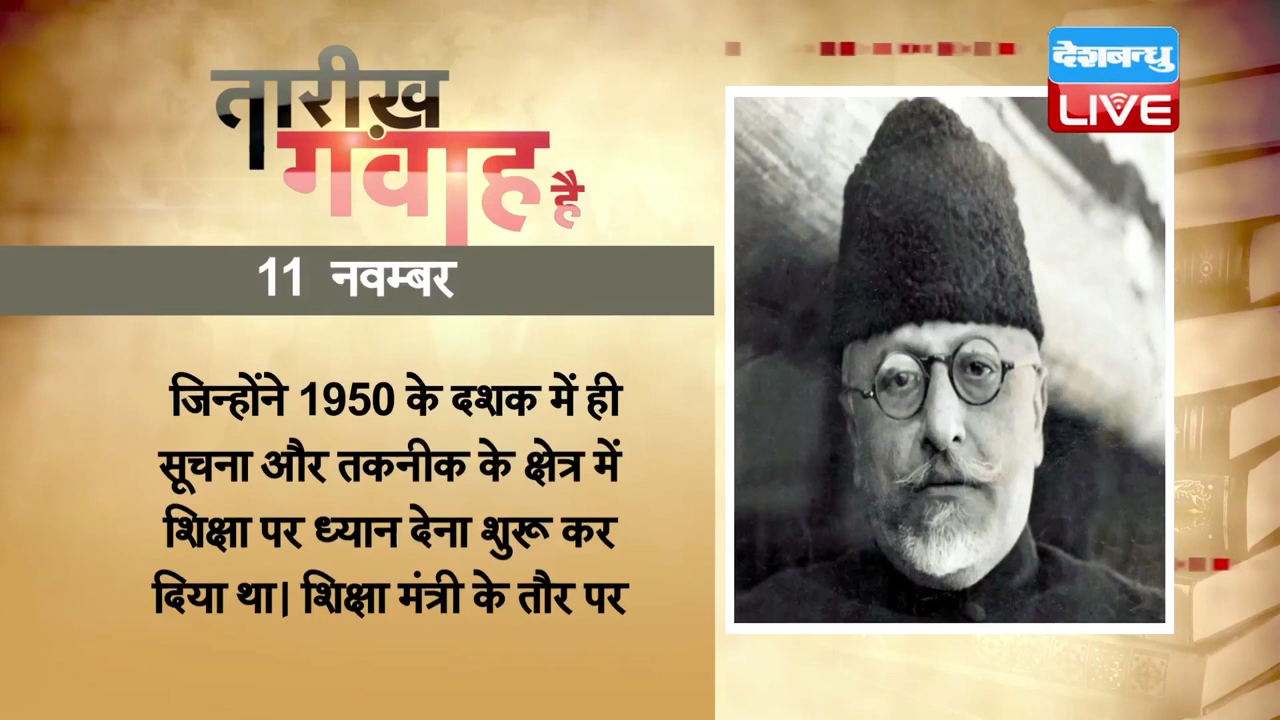 तारीख़
गवाह है
देशबन्धु
LIVE
11 नवम्बर
जिन्होंने 1950 के दशक में ही
सूचना और तकनीक के क्षेत्र में
शिक्षा पर ध्यान देना शुरू कर
दिया था। शिक्षा मंत्री के तौर पर